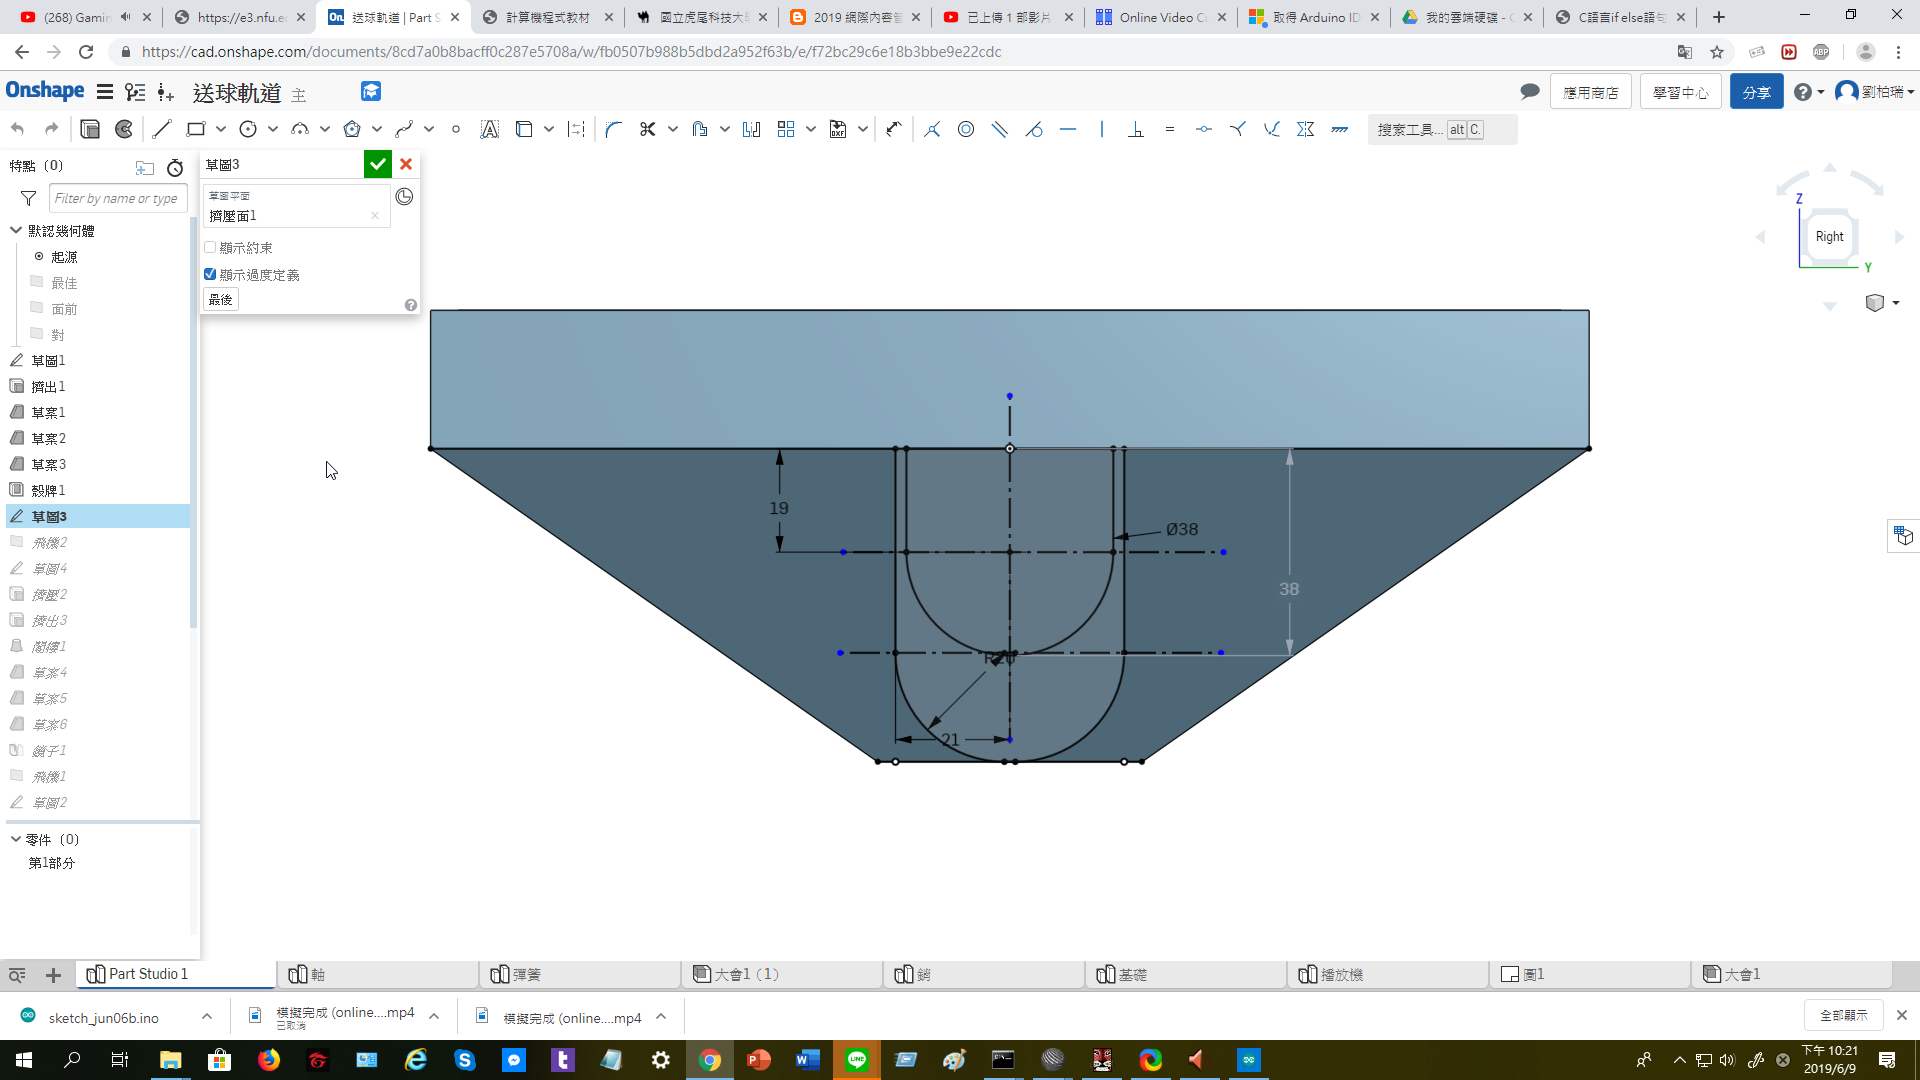 (268) Gamin
https://e3.nfu.e
送球軌道 | Part S
計算機程式教材
國立虎尾科技大
2019 網際內容管
已上傳 1 部影片
Online Video Cu
取得 Arduino ID
我的雲端硬碟 - G
C語言if else語句
https://cad.onshape.com/documents/8cd7a0b8bacff0c287e5708a/w/fb0507b988b5dbd2a952f63b/e/f72bc29c6e18b3bbe9e22cdc
Onshape
送球軌道 主
應用商店
學習中心
分享
劉柏瑞
搜索工具... alt C.
特點 (0)
Filter by name or type
默認幾何體
起源
最佳
面前
對
草圖1
擠出1
草案1
草案2
草案3
殼牌1
草圖3
飛機2
草圖4
擠壓2
擠出3
閣樓1
草案4
草案5
草案6
鏡子1
飛機1
草圖2
零件 (0)
第1部分
草圖3
草圖平面
擠壓面1
顯示約束
顯示過度定義
最後
19
Ø38
38
R20
21
Z
Right
Y
Part Studio 1
軸
彈簧
大會1 (1)
銷
基礎
播放機
圖1
大會1
sketch_jun06b.ino
模擬完成 (online....mp4
已取消
模擬完成 (online....mp4
全部顯示
下午 10:21
2019/6/9